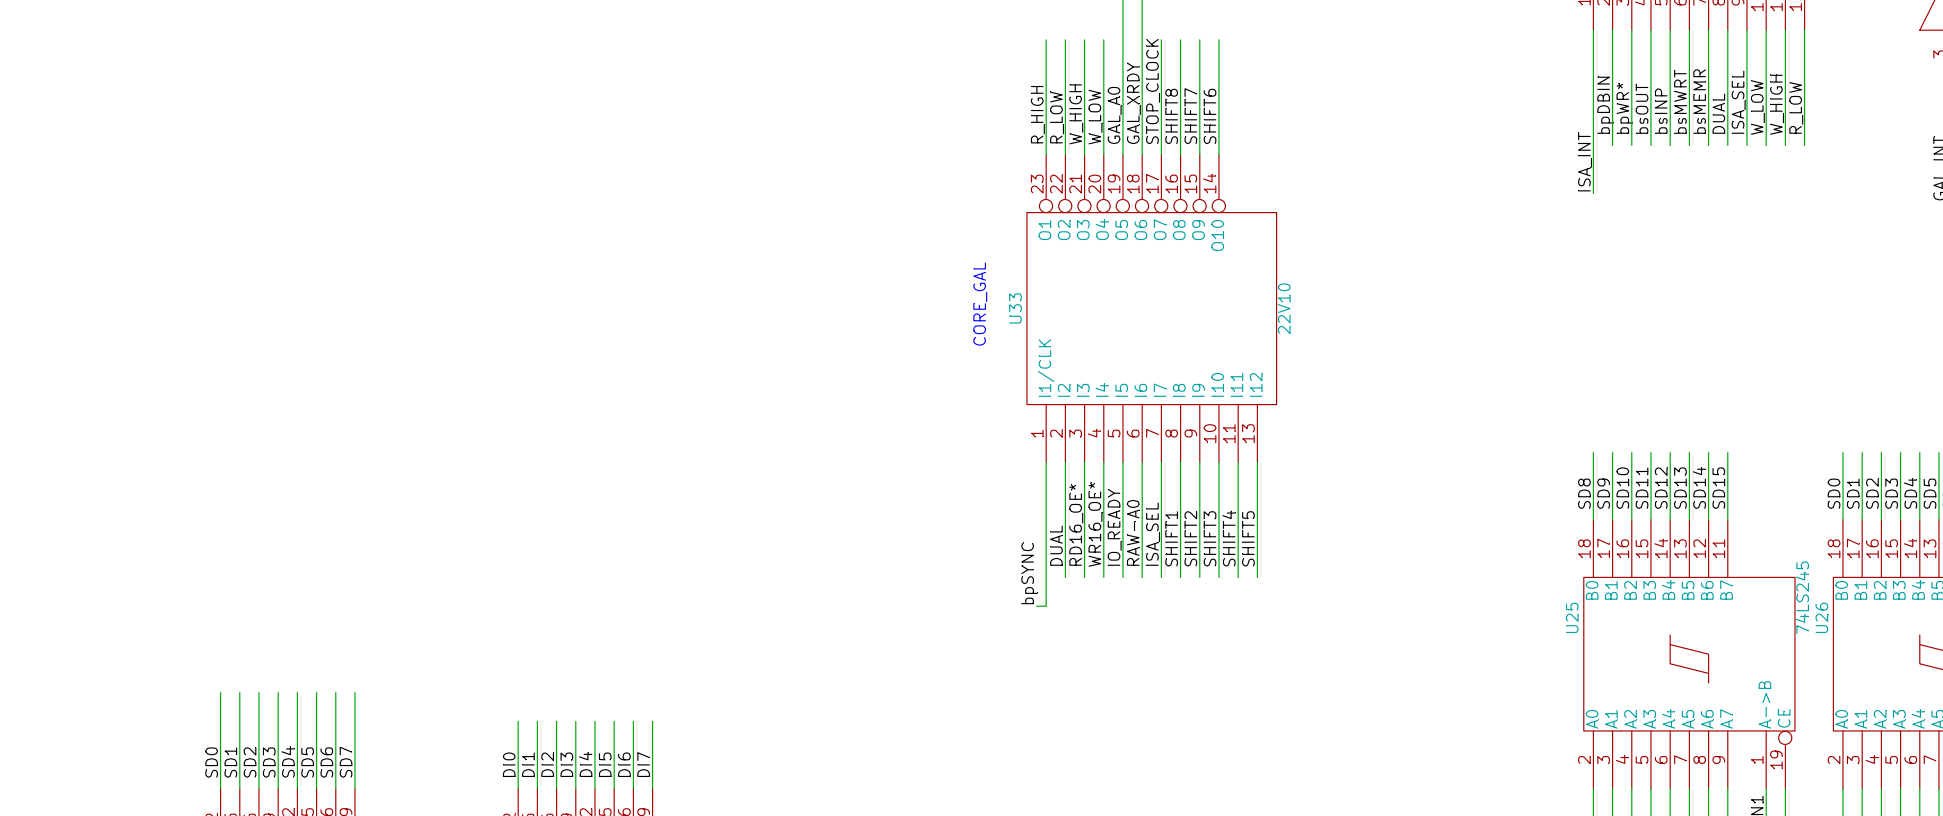 R_HIGH
R_LOW
W_HIGH
W_LOW
GAL_A0
GAL_XRDY
STOP_CLOCK
SHIFT8
SHIFT7
SHIFT6
23
22
21
20
19
18
17
16
15
14
O1
O2
O3
O4
O5
O6
O7
O8
O9
O10
CORE_GAL
U33
22V10
I1/CLK
I2
I3
I4
I5
I6
I7
I8
I9
I10
I11
I12
1
2
3
4
5
6
7
8
9
10
11
13
bpSYNC
DUAL
RD16_OE*
WR16_OE*
IO_READY
RAW-A0
ISA_SEL
SHIFT1
SHIFT2
SHIFT3
SHIFT4
SHIFT5
ISA_INT
bpDBIN
bpWR*
bsOUT
bsINP
bsMWRT
bsMEMR
DUAL
ISA_SEL
W_LOW
W_HIGH
R_LOW
3
GAL_INT
SD8
SD9
SD10
SD11
SD12
SD13
SD14
SD15
18
17
16
15
14
13
12
11
U25
74LS245
B0
B1
B2
B3
B4
B5
B6
B7
A0
A1
A2
A3
A4
A5
A6
A7
A->B
CE
2
3
4
5
6
7
8
9
1
19
SD0
SD1
SD2
SD3
SD4
SD5
18
17
16
15
14
13
U26
B0
B1
B2
B3
B4
B5
A0
A1
A2
A3
A4
A5
2
3
4
5
6
7
SD0
SD1
SD2
SD3
SD4
SD5
SD6
SD7
DI0
DI1
DI2
DI3
DI4
DI5
DI6
DI7